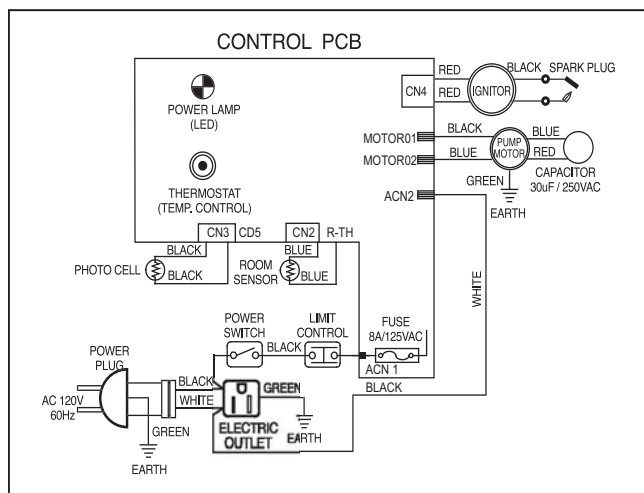 CONTROL PCB
POWER LAMP
(LED)
THERMOSTAT
(TEMP. CONTROL)
CN4
RED
RED
IGNITOR
BLACK
SPARK PLUG
MOTOR01
BLACK
MOTOR02
BLUE
PUMP
MOTOR
BLUE
RED
CAPACITOR
30uF / 250VAC
GREEN
EARTH
ACN2
WHITE
CN3
CD5
CN2
R-TH
BLACK
BLACK
PHOTO CELL
BLUE
BLUE
ROOM
SENSOR
POWER
SWITCH
BLACK
LIMIT
CONTROL
FUSE
8A/125VAC
ACN 1
BLACK
POWER
PLUG
AC 120V
60Hz
BLACK
WHITE
GREEN
EARTH
GREEN
ELECTRIC
OUTLET
EARTH